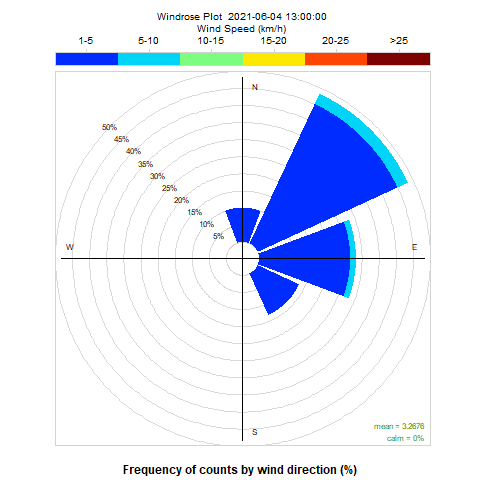 Windrose Plot 2021-06-04 13:00:00
Wind Speed (km/h)
1-5 5-10 10-15 15-20 20-25 >25
N
50%
45%
40%
35%
30%
25%
20%
15%
10%
5%
W E
S
mean = 3.2676
calm = 0%
Frequency of counts by wind direction (%)